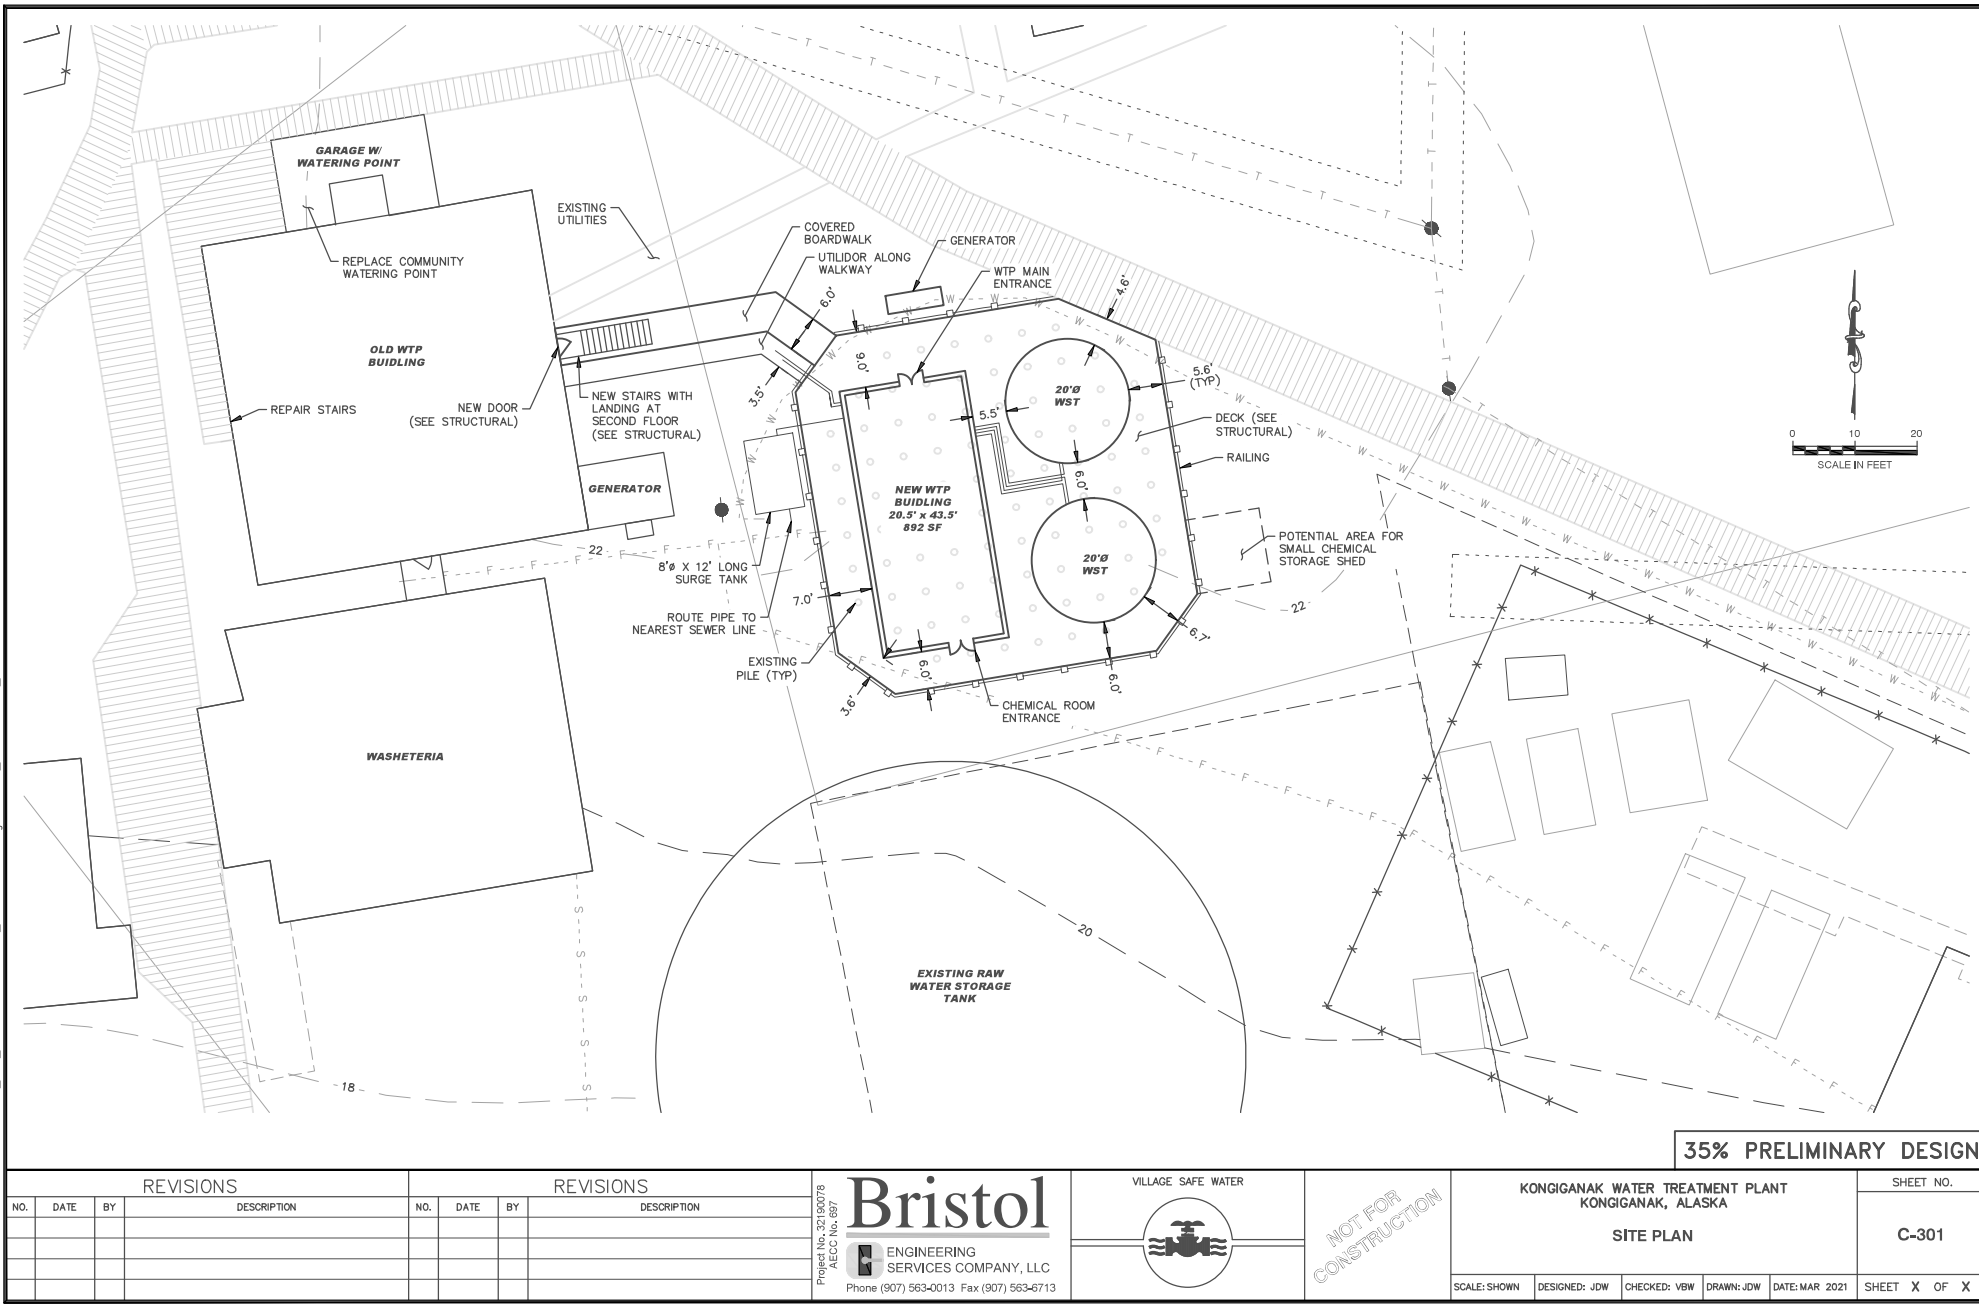 GARAGE W/
WATERING POINT
EXISTING
UTILITIES
COVERED
BOARDWALK
GENERATOR
UTILIDOR ALONG
WALKWAY
WTP MAIN
ENTRANCE
REPLACE COMMUNITY
WATERING POINT
6.0'
4.6'
OLD WTP
BUIDLING
9.0'
3.5'
20'Ø
WST
5.6'
(TYP)
REPAIR STAIRS
NEW DOOR
(SEE STRUCTURAL)
NEW STAIRS WITH
LANDING AT
SECOND FLOOR
(SEE STRUCTURAL)
5.5'
DECK (SEE
STRUCTURAL)
RAILING
0 10 20
SCALE IN FEET
GENERATOR
NEW WTP
BUIDLING
20.5' x 43.5'
892 SF
6.0'
22
8'ø X 12' LONG
SURGE TANK
20'Ø
WST
POTENTIAL AREA FOR
SMALL CHEMICAL
STORAGE SHED
7.0'
22
ROUTE PIPE TO
NEAREST SEWER LINE
6.7'
EXISTING
PILE (TYP)
6.0'
6.0'
3.6'
CHEMICAL ROOM
ENTRANCE
WASHETERIA
20
EXISTING RAW
WATER STORAGE
TANK
18
35% PRELIMINARY DESIGN
REVISIONS
NO. DATE BY DESCRIPTION
REVISIONS
NO. DATE BY DESCRIPTION
Project No. 32190078
AECC No. 697
Bristol
ENGINEERING
SERVICES COMPANY, LLC
Phone (907) 563-0013 Fax (907) 563-6713
VILLAGE SAFE WATER
NOT FOR
CONSTRUCTION
KONGIGANAK WATER TREATMENT PLANT
KONGIGANAK, ALASKA
SITE PLAN
SCALE: SHOWN DESIGNED: JDW CHECKED: VBW DRAWN: JDW DATE: MAR 2021
SHEET NO.
C-301
SHEET X OF X